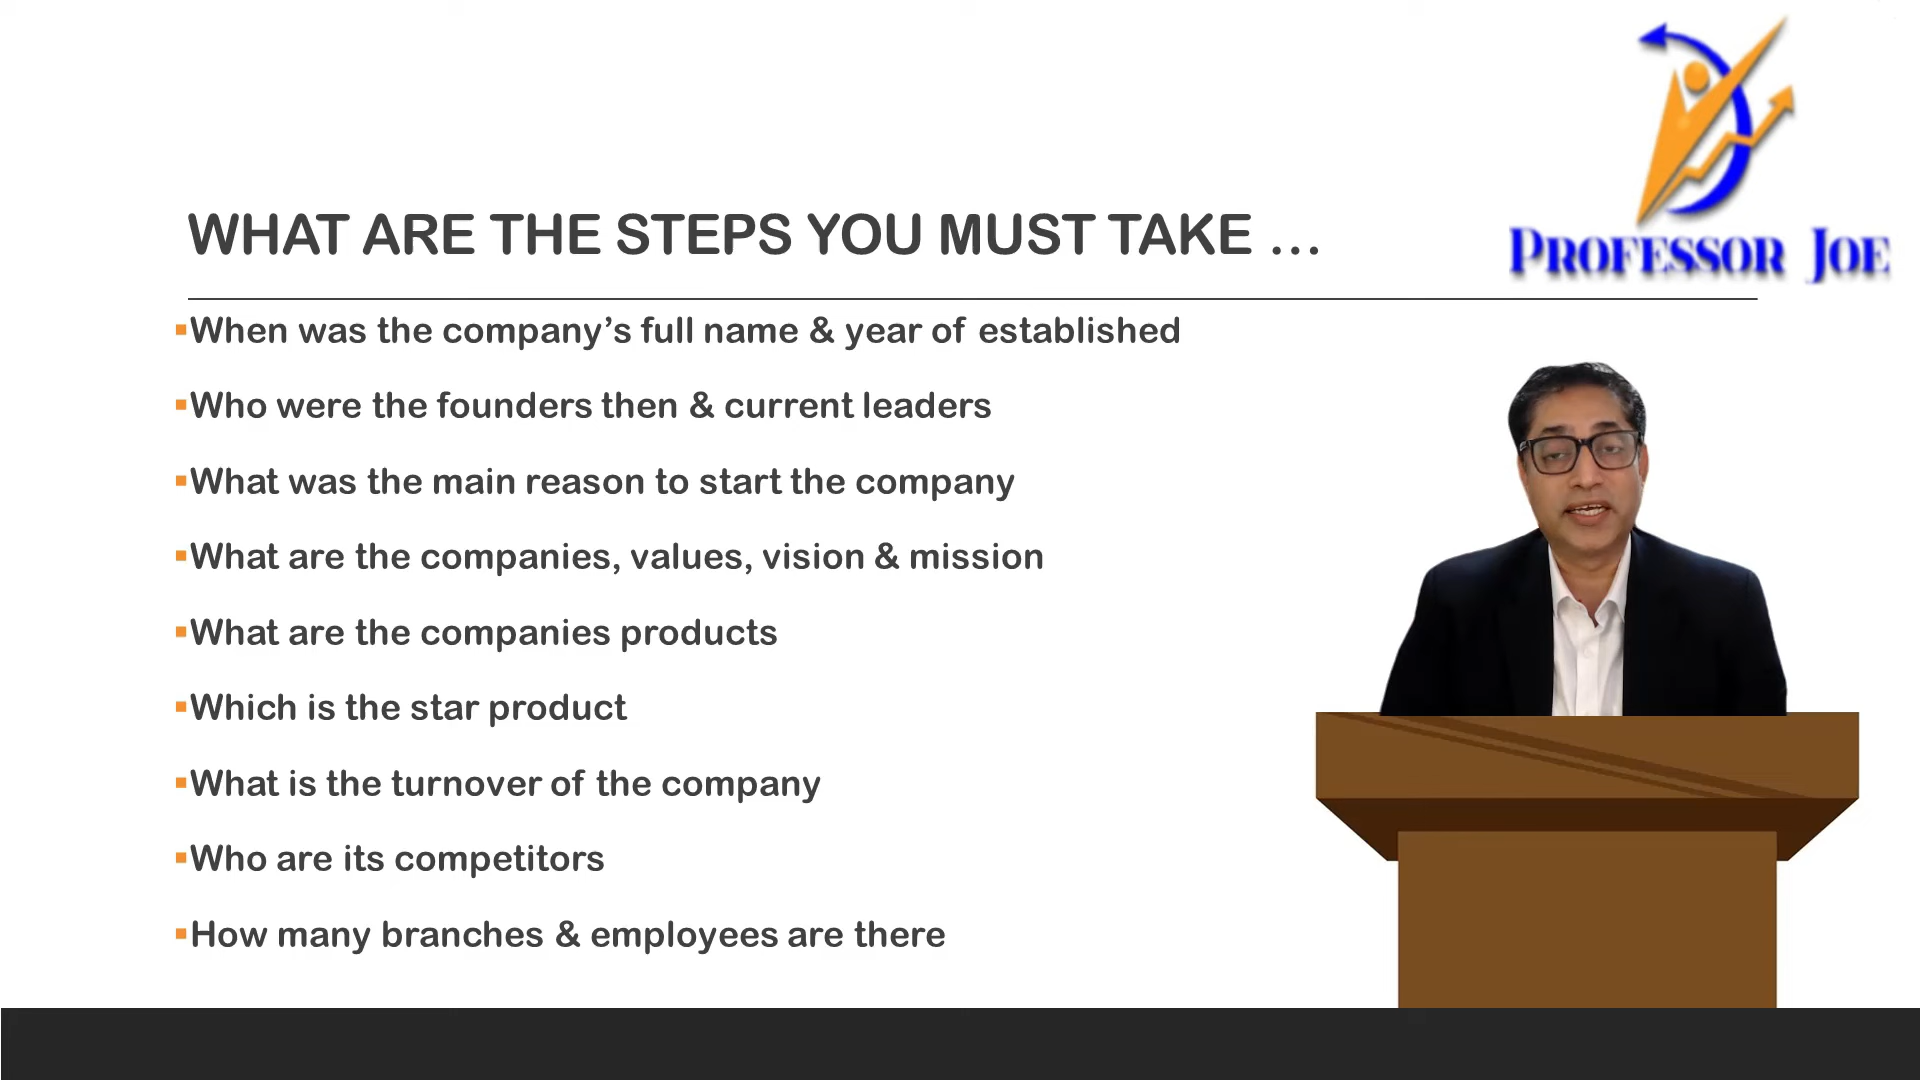 PROFESSOR JOE
WHAT ARE THE STEPS YOU MUST TAKE ...
When was the company’s full name & year of established
Who were the founders then & current leaders
What was the main reason to start the company
What are the companies, values, vision & mission
What are the companies products
Which is the star product
What is the turnover of the company
Who are its competitors
How many branches & employees are there